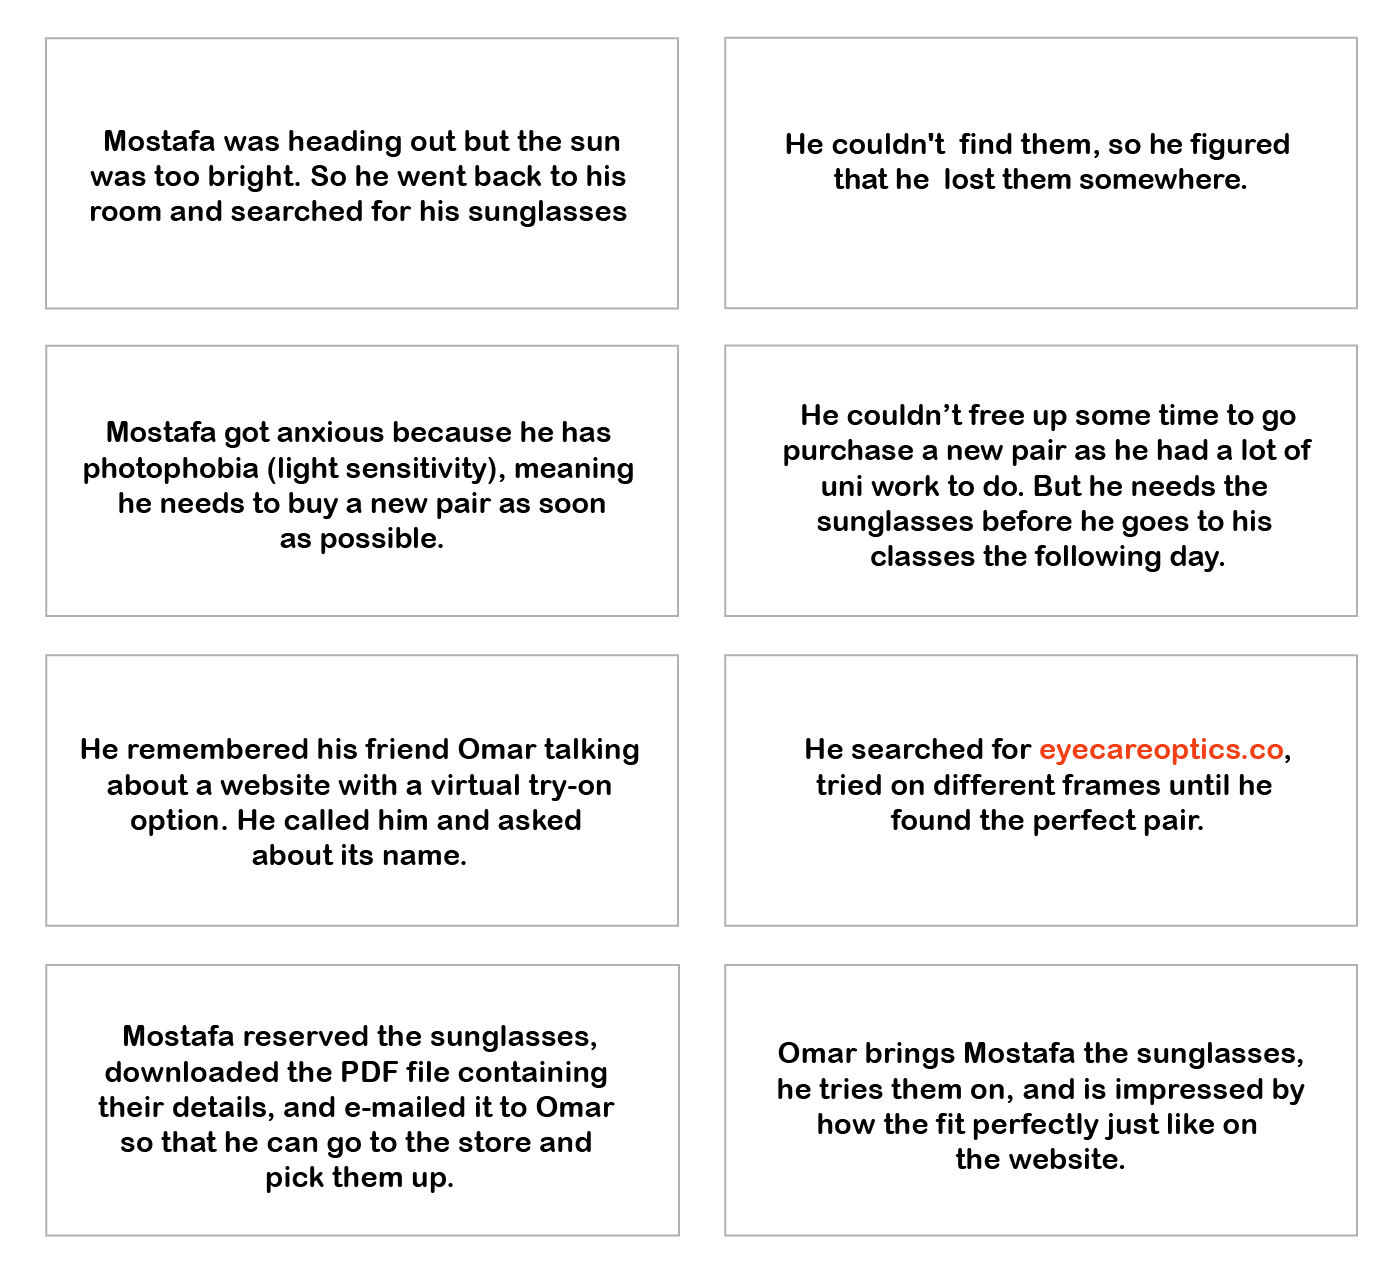 Mostafa was heading out but the sun
was too bright. So he went back to his
room and searched for his sunglasses
He couldn't  find them, so he figured
that he  lost them somewhere.
Mostafa got anxious because he has
photophobia (light sensitivity), meaning
he needs to buy a new pair as soon
as possible.
He couldn’t free up some time to go
purchase a new pair as he had a lot of
uni work to do. But he needs the
sunglasses before he goes to his
classes the following day.
He remembered his friend Omar talking
about a website with a virtual try-on
option. He called him and asked
about its name.
He searched for eyecareoptics.co,
tried on different frames until he
found the perfect pair.
Mostafa reserved the sunglasses,
downloaded the PDF file containing
their details, and e-mailed it to Omar
so that he can go to the store and
pick them up.
Omar brings Mostafa the sunglasses,
he tries them on, and is impressed by
how the fit perfectly just like on
the website.